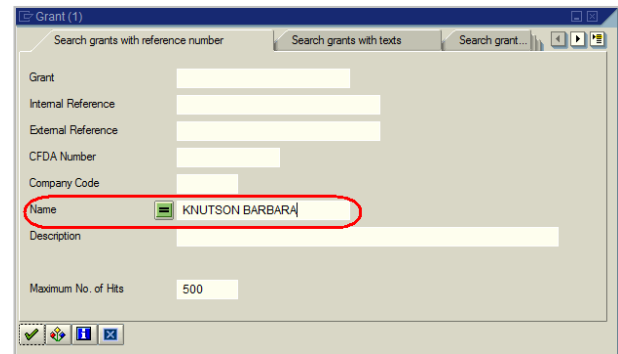 Grant (1)
Search grants with reference number
Search grants with texts
Search grant...
Grant
Internal Reference
External Reference
CFDA Number
Company Code
Name KNUTSON BARBARA
Description
Maximum No. of Hits 500